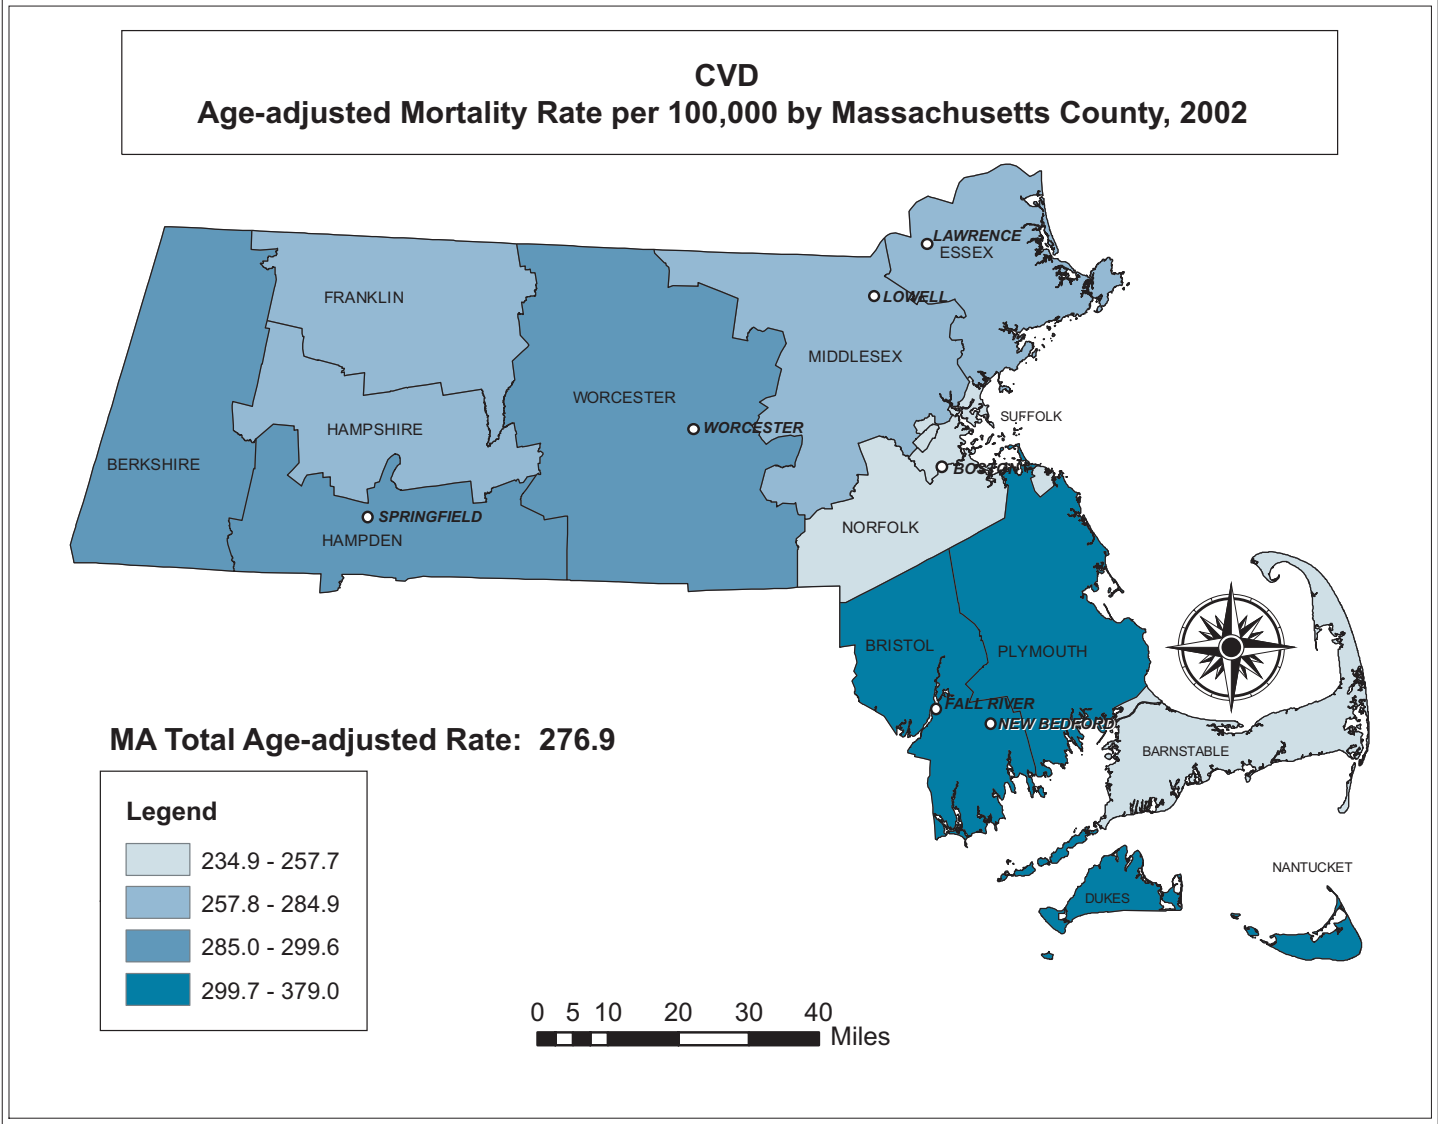 CVD
Age-adjusted Mortality Rate per 100,000 by Massachusetts County, 2002
LAWRENCE
ESSEX
FRANKLIN
LOWELL
MIDDLESEX
WORCESTER
SUFFOLK
HAMPSHIRE
WORCESTER
BERKSHIRE
BOSTON
SPRINGFIELD
NORFOLK
HAMPDEN
BRISTOL
PLYMOUTH
FALL RIVER
NEW BEDFORD
BARNSTABLE
NANTUCKET
DUKES
MA Total Age-adjusted Rate: 276.9
Legend
234.9 - 257.7
257.8 - 284.9
285.0 - 299.6
299.7 - 379.0
0 5 10 20 30 40
Miles